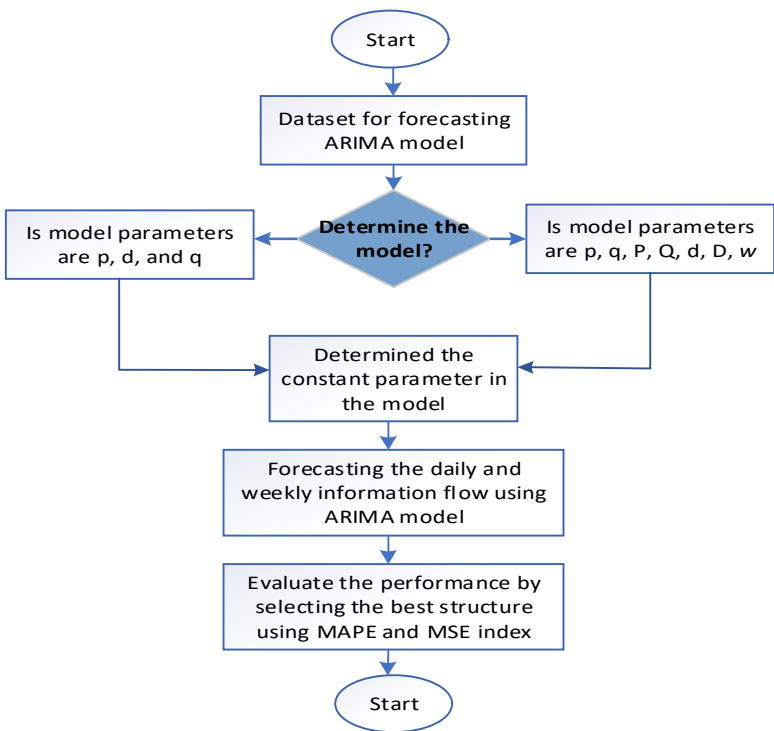 Start
Dataset for forecasting
ARIMA model
Determine the
model?
Is model parameters
are p, d, and q
Is model parameters
are p, q, P, Q, d, D, w
Determined the
constant parameter in
the model
Forecasting the daily and
weekly information flow using
ARIMA model
Evaluate the performance by
selecting the best structure
using MAPE and MSE index
Start